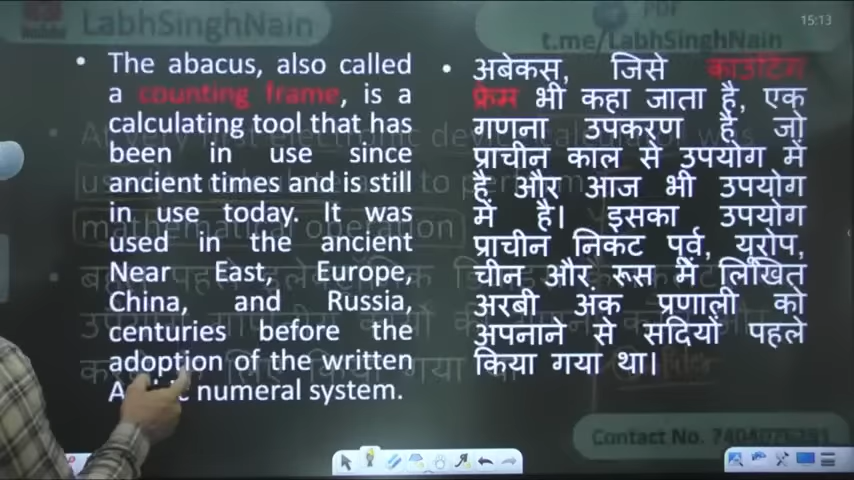 LabhSinghNain
PDF
t.me/LabhSinghNain
15:13
• The abacus, also called
a counting frame, is a
calculating tool that has
been in use since
ancient times and is still
in use today. It was
used in the ancient
Near East, Europe,
China, and Russia,
centuries before the
adoption of the written
numeral system.
• अबेकस, जिसे काउंटिंग
फ्रेम भी कहा जाता है, एक
गणना उपकरण है जो
प्राचीन काल से उपयोग में
है और आज भी उपयोग
में है। इसका उपयोग
प्राचीन निकट पूर्व, यूरोप,
चीन और रूस में लिखित
अरबी अंक प्रणाली को
अपनाने से सदियों पहले
किया गया था।
Contact No.